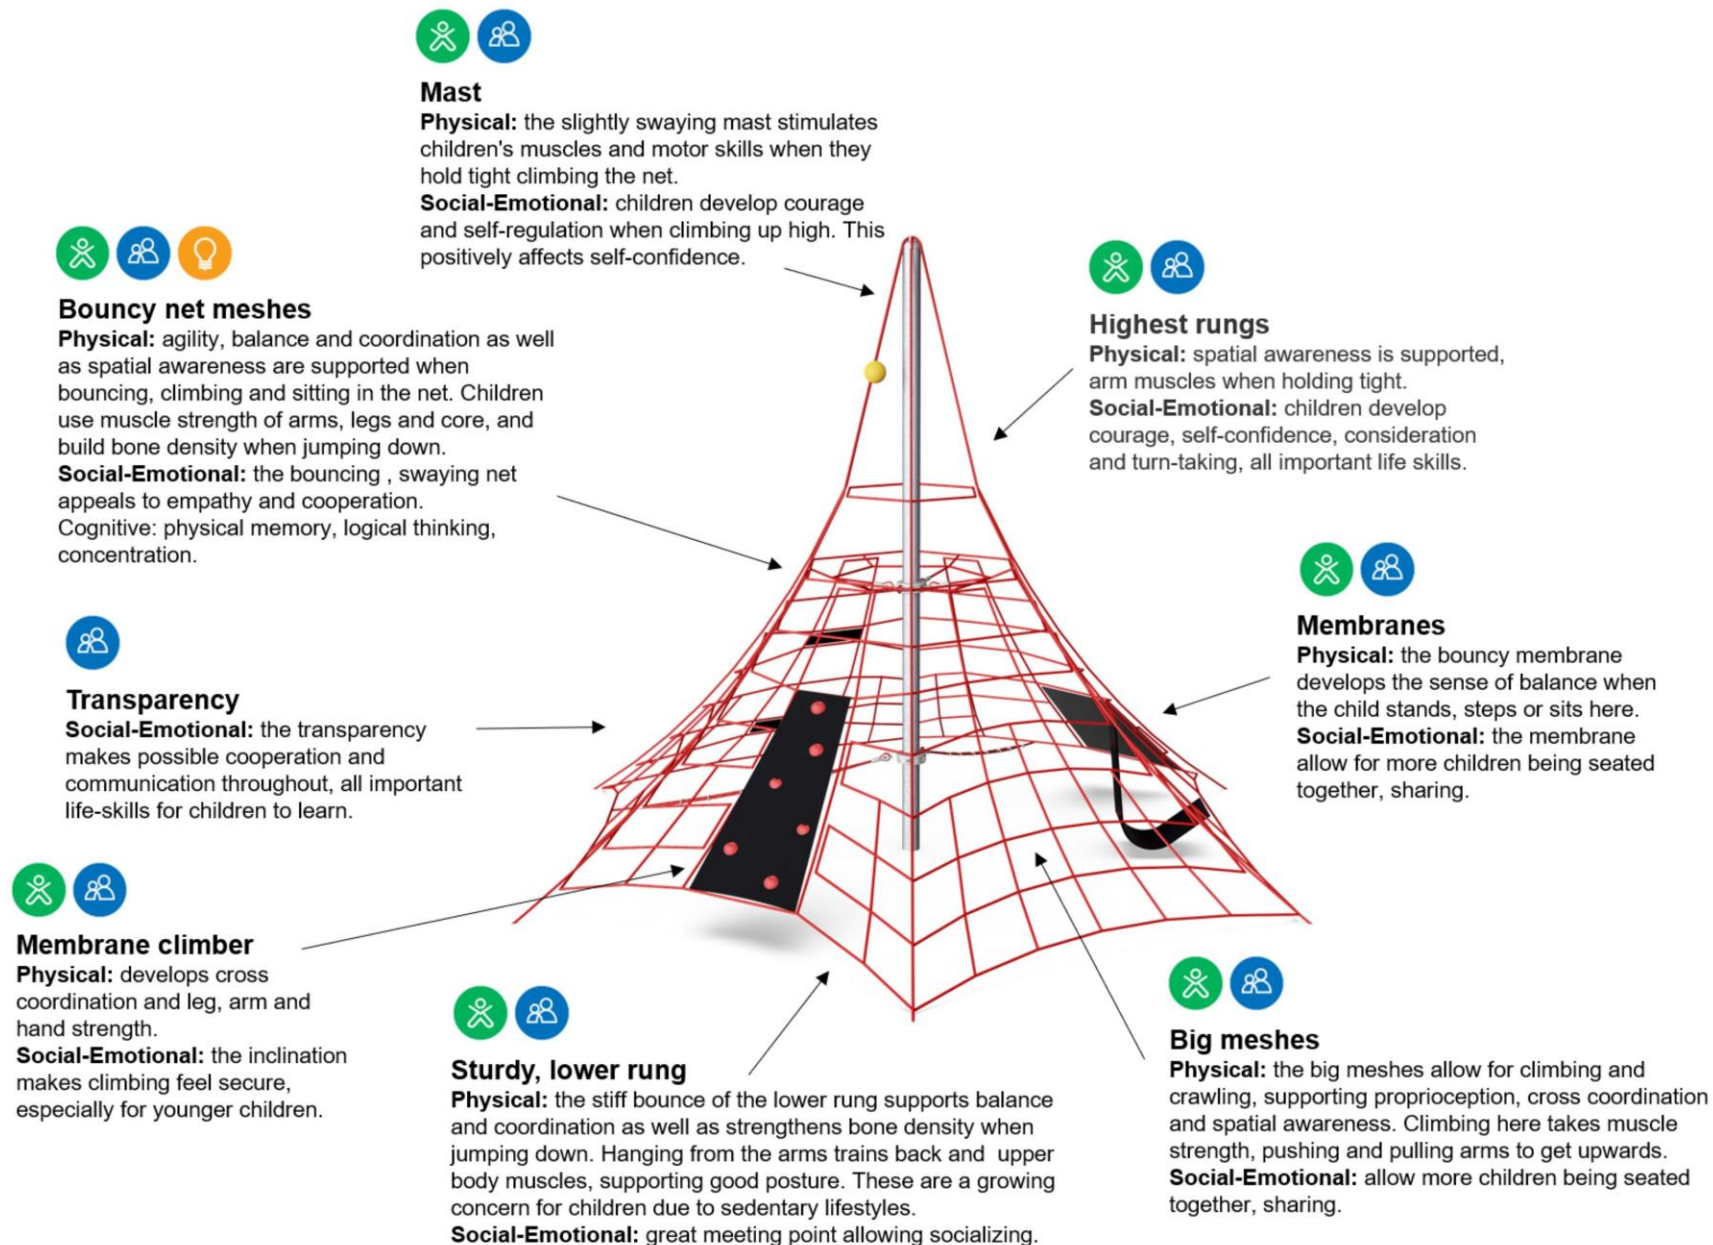 Mast
Physical: the slightly swaying mast stimulates
children's muscles and motor skills when they
hold tight climbing the net.
Social-Emotional: children develop courage
and self-regulation when climbing up high. This
positively affects self-confidence.
Bouncy net meshes
Physical: agility, balance and coordination as well
as spatial awareness are supported when
bouncing, climbing and sitting in the net. Children
use muscle strength of arms, legs and core, and
build bone density when jumping down.
Social-Emotional: the bouncing , swaying net
appeals to empathy and cooperation.
Cognitive: physical memory, logical thinking,
concentration.
Highest rungs
Physical: spatial awareness is supported,
arm muscles when holding tight.
Social-Emotional: children develop
courage, self-confidence, consideration
and turn-taking, all important life skills.
Transparency
Social-Emotional: the transparency
makes possible cooperation and
communication throughout, all important
life-skills for children to learn.
Membranes
Physical: the bouncy membrane
develops the sense of balance when
the child stands, steps or sits here.
Social-Emotional: the membrane
allow for more children being seated
together, sharing.
Membrane climber
Physical: develops cross
coordination and leg, arm and
hand strength.
Social-Emotional: the inclination
makes climbing feel secure,
especially for younger children.
Sturdy, lower rung
Physical: the stiff bounce of the lower rung supports balance
and coordination as well as strengthens bone density when
jumping down. Hanging from the arms trains back and  upper
body muscles, supporting good posture. These are a growing
concern for children due to sedentary lifestyles.
Social-Emotional: great meeting point allowing socializing.
Big meshes
Physical: the big meshes allow for climbing and
crawling, supporting proprioception, cross coordination
and spatial awareness. Climbing here takes muscle
strength, pushing and pulling arms to get upwards.
Social-Emotional: allow more children being seated
together, sharing.